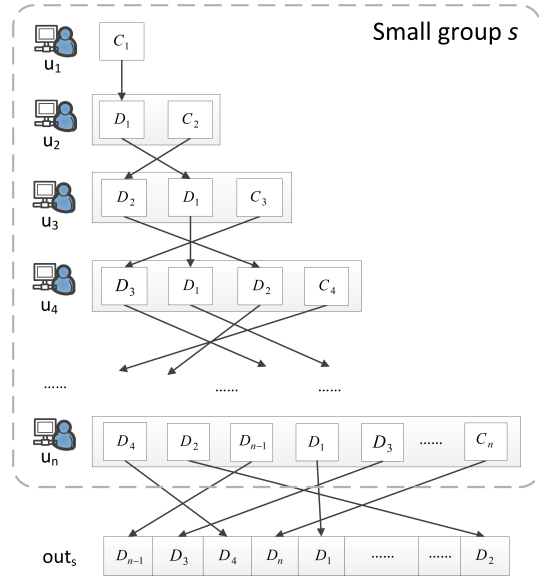 Small group s
u₁ C₁
u₂ D₁ C₂
u₃ D₂ D₁ C₃
u₄ D₃ D₁ D₂ C₄
...... ...... ......
uₙ D₄ D₂ Dₙ₋₁ D₁ D₃ ...... Cₙ
outₛ Dₙ₋₁ D₃ D₄ Dₙ D₁ ...... ...... D₂